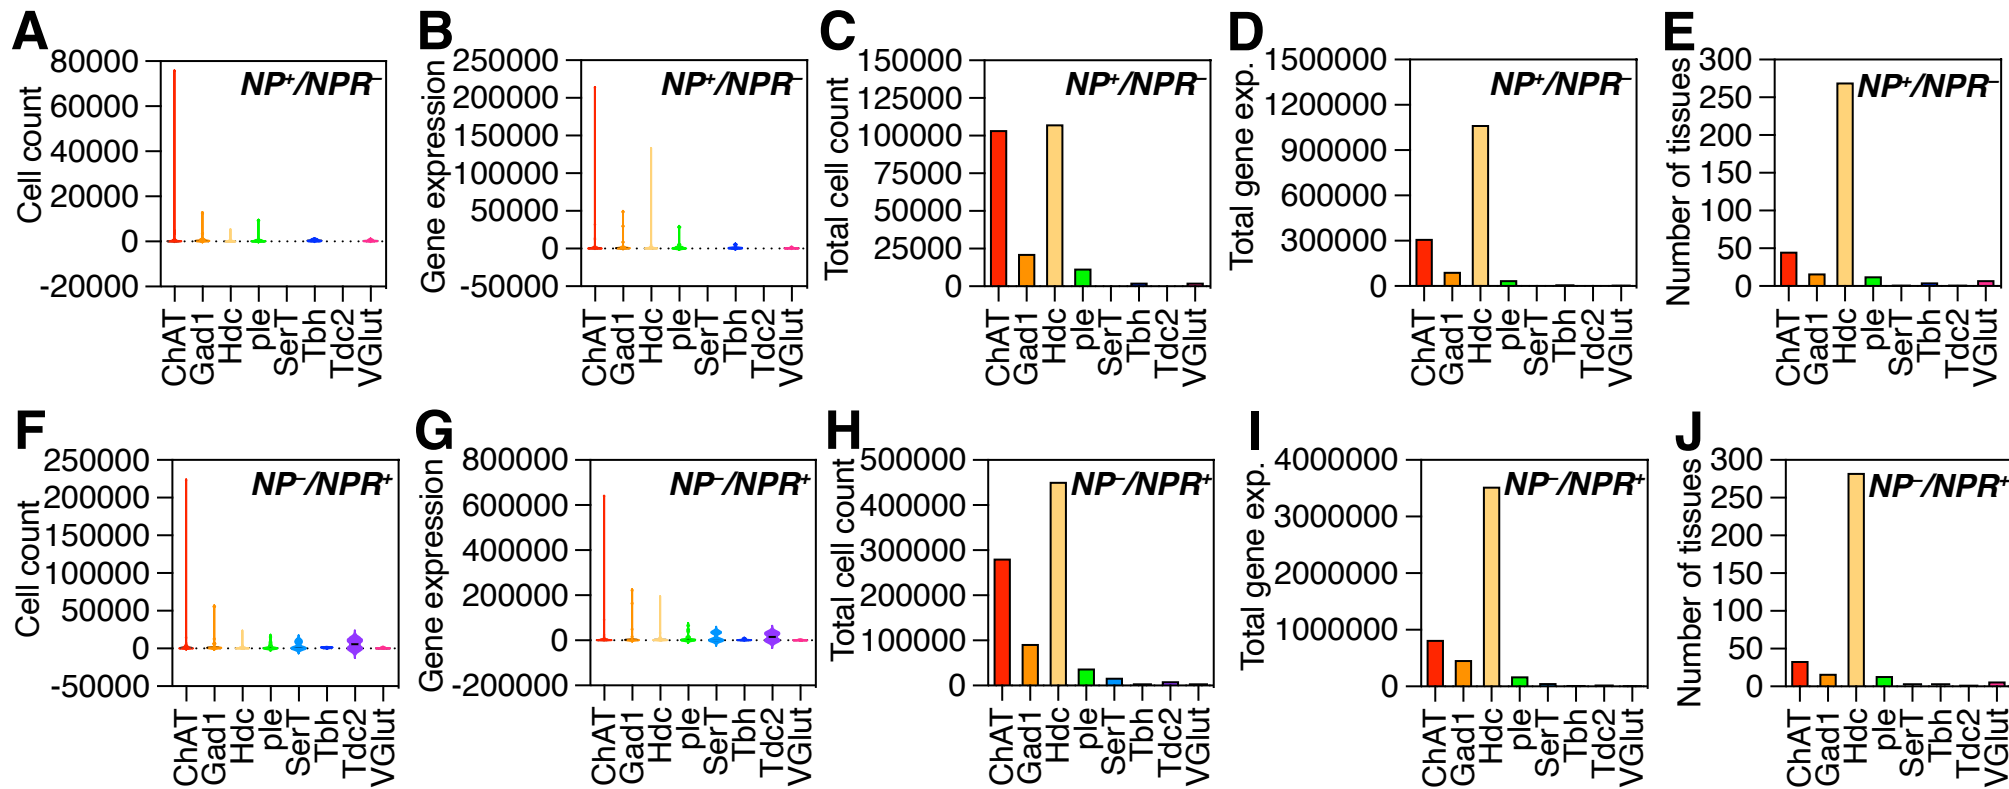 A
Cell count
80000
60000
40000
20000
0
-20000
NP⁺/NPR⁻
ChAT
Gad1
Hdc
ple
SerT
Tbh
Tdc2
VGlut
B
Gene expression
250000
200000
150000
100000
50000
0
-50000
NP⁺/NPR⁻
ChAT
Gad1
Hdc
ple
SerT
Tbh
Tdc2
VGlut
C
Total cell count
150000
125000
100000
75000
50000
25000
0
NP⁺/NPR⁻
ChAT
Gad1
Hdc
ple
SerT
Tbh
Tdc2
VGlut
D
Total gene exp.
1500000
1200000
900000
600000
300000
0
NP⁺/NPR⁻
ChAT
Gad1
Hdc
ple
SerT
Tbh
Tdc2
VGlut
E
Number of tissues
300
250
200
150
100
50
0
NP⁺/NPR⁻
ChAT
Gad1
Hdc
ple
SerT
Tbh
Tdc2
VGlut
F
Cell count
250000
200000
150000
100000
50000
0
-50000
NP⁻/NPR⁺
ChAT
Gad1
Hdc
ple
SerT
Tbh
Tdc2
VGlut
G
Gene expression
800000
600000
400000
200000
0
-200000
NP⁻/NPR⁺
ChAT
Gad1
Hdc
ple
SerT
Tbh
Tdc2
VGlut
H
Total cell count
500000
400000
300000
200000
100000
0
NP⁻/NPR⁺
ChAT
Gad1
Hdc
ple
SerT
Tbh
Tdc2
VGlut
I
Total gene exp.
4000000
3000000
2000000
1000000
0
NP⁻/NPR⁺
ChAT
Gad1
Hdc
ple
SerT
Tbh
Tdc2
VGlut
J
Number of tissues
300
250
200
150
100
50
0
NP⁻/NPR⁺
ChAT
Gad1
Hdc
ple
SerT
Tbh
Tdc2
VGlut